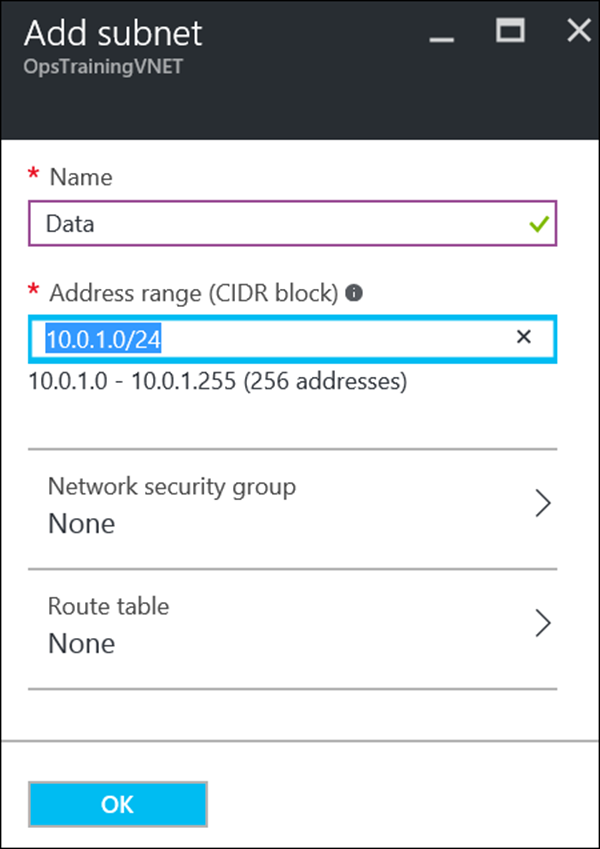 Add subnet
OpsTrainingVNET
* Name
Data
* Address range (CIDR block)
10.0.1.0/24
10.0.1.0 - 10.0.1.255 (256 addresses)
Network security group
None
Route table
None
OK